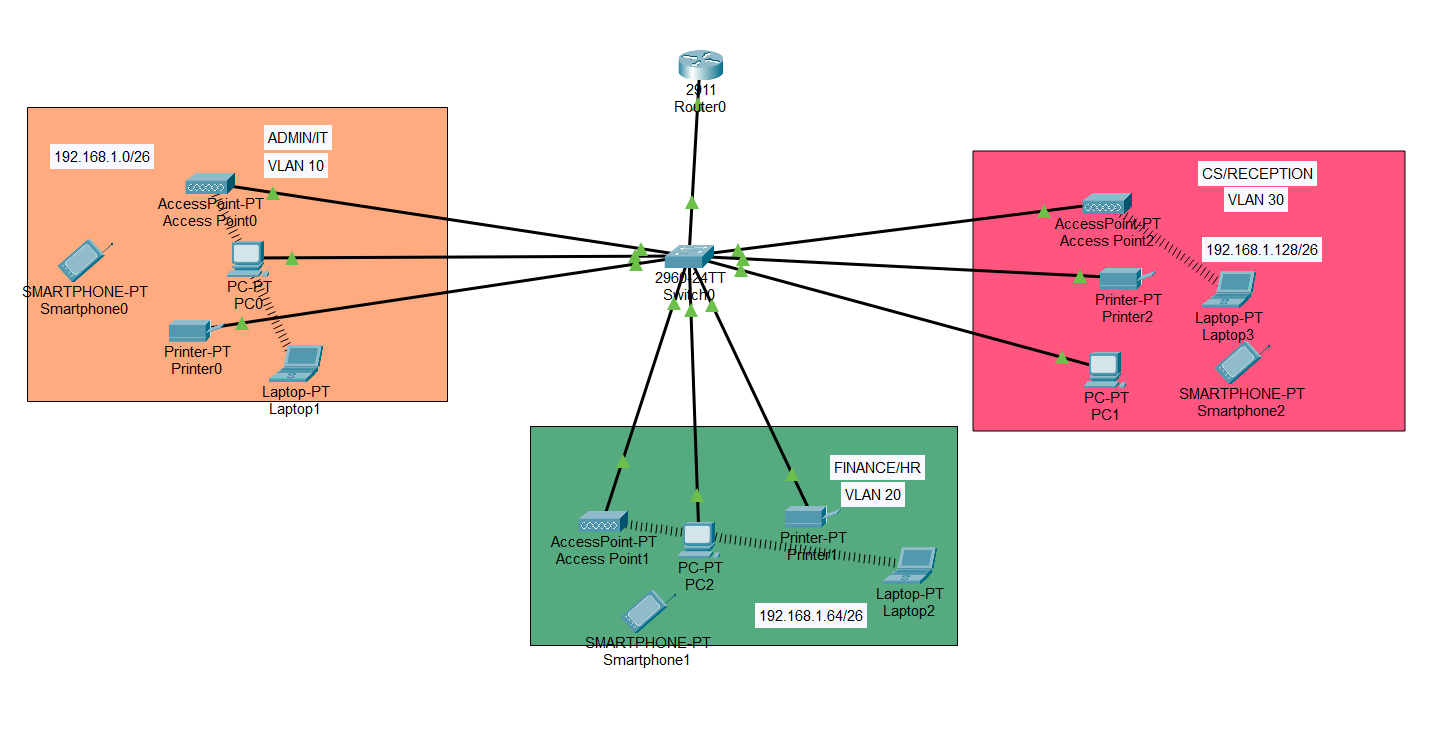 2911
Router0
ADMIN/IT
192.168.1.0/26
VLAN 10
AccessPoint-PT
Access Point0
SMARTPHONE-PT
Smartphone0
PC-PT
PC0
Printer-PT
Printer0
Laptop-PT
Laptop1
2960-24TT
Switch0
CS/RECEPTION
VLAN 30
AccessPoint-PT
Access Point2
192.168.1.128/26
Printer-PT
Printer2
Laptop-PT
Laptop3
PC-PT
PC1
SMARTPHONE-PT
Smartphone2
FINANCE/HR
VLAN 20
AccessPoint-PT
Access Point1
PC-PT
PC2
Printer-PT
Printer1
Laptop-PT
Laptop2
192.168.1.64/26
SMARTPHONE-PT
Smartphone1